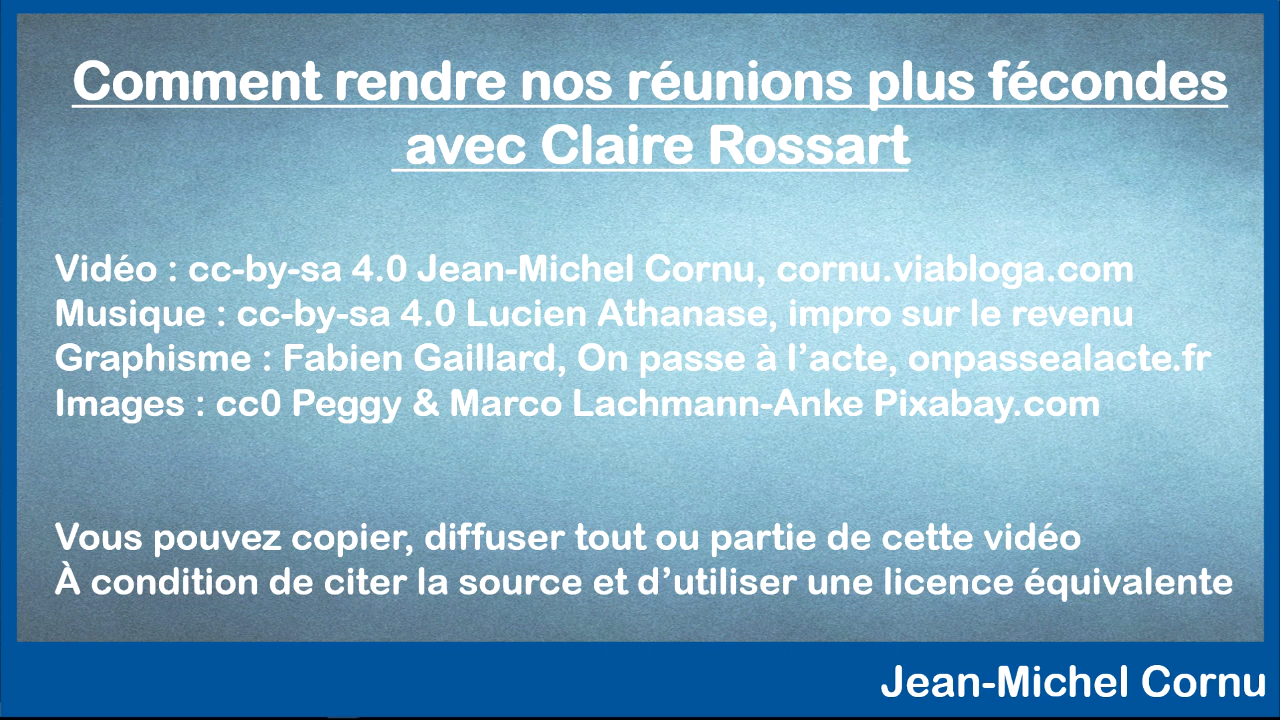 Comment rendre nos réunions plus fécondes
avec Claire Rossart
Vidéo : cc-by-sa 4.0 Jean-Michel Cornu, cornu.viabloga.com
Musique : cc-by-sa 4.0 Lucien Athanase, impro sur le revenu
Graphisme : Fabien Gaillard, On passe à l’acte, onpassealacte.fr
Images : cc0 Peggy & Marco Lachmann-Anke Pixabay.com
Vous pouvez copier, diffuser tout ou partie de cette vidéo
À condition de citer la source et d’utiliser une licence équivalente
Jean-Michel Cornu